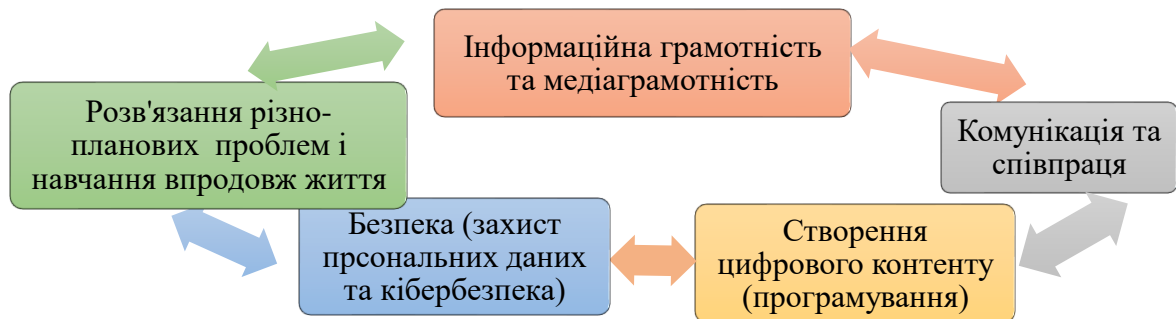 Інформаційна грамотність
та медіаграмотність
Комунікація та
співпраця
Створення
цифрового контенту
(програмування)
Безпека (захист
прсональних даних
та кібербезпека)
Розв'язання різно-
планових проблем і
навчання впродовж життя